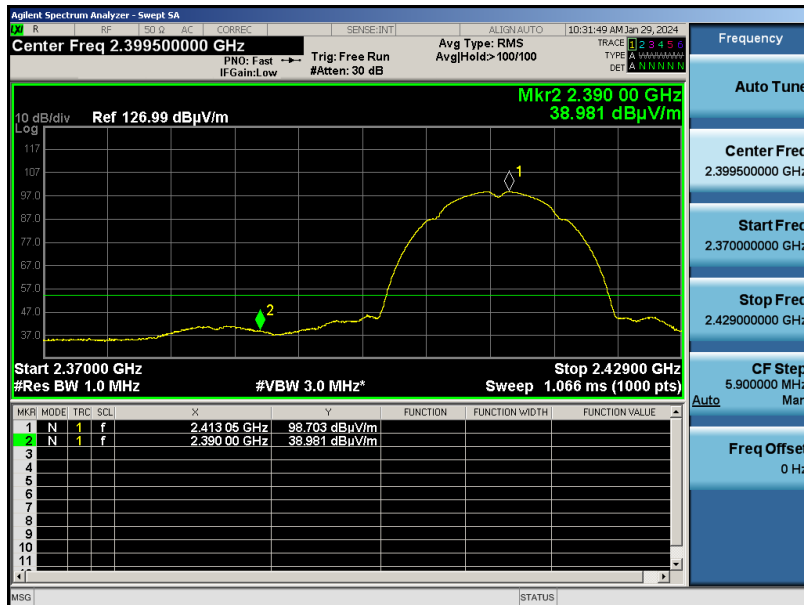 Agilent Spectrum Analyzer - Swept SA
LXI R RF 50 Ω AC CORREC SENSE:INT ALIGN AUTO 10:31:49 AM Jan 29, 2024
Center Freq 2.399500000 GHz
PNO: Fast
IFGain:Low
Trig: Free Run
#Atten: 30 dB
Avg Type: RMS
Avg|Hold:>100/100
TRACE 1 2 3 4 5 6
TYPE A WWWWW
DET A N N N N N
Mkr2 2.390 00 GHz
38.981 dBµV/m
10 dB/div Ref 126.99 dBµV/m
Log
117
107
97.0
87.0
77.0
67.0
57.0
47.0
37.0
1
2
Start 2.37000 GHz Stop 2.42900 GHz
#Res BW 1.0 MHz #VBW 3.0 MHz* Sweep 1.066 ms (1000 pts)
MKR MODE TRC SCL X Y FUNCTION FUNCTION WIDTH FUNCTION VALUE
1 N 1 f 2.413 05 GHz 98.703 dBµV/m
2 N 1 f 2.390 00 GHz 38.981 dBµV/m
3
4
5
6
7
8
9
10
11
MSG STATUS
Frequency
Auto Tune
Center Freq
2.399500000 GHz
Start Freq
2.370000000 GHz
Stop Freq
2.429000000 GHz
CF Step
5.900000 MHz
Auto Man
Freq Offset
0 Hz